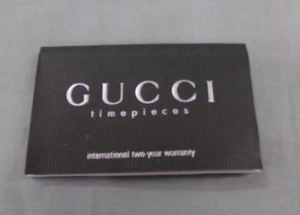 GUCCI
timepieces
international two-year warranty